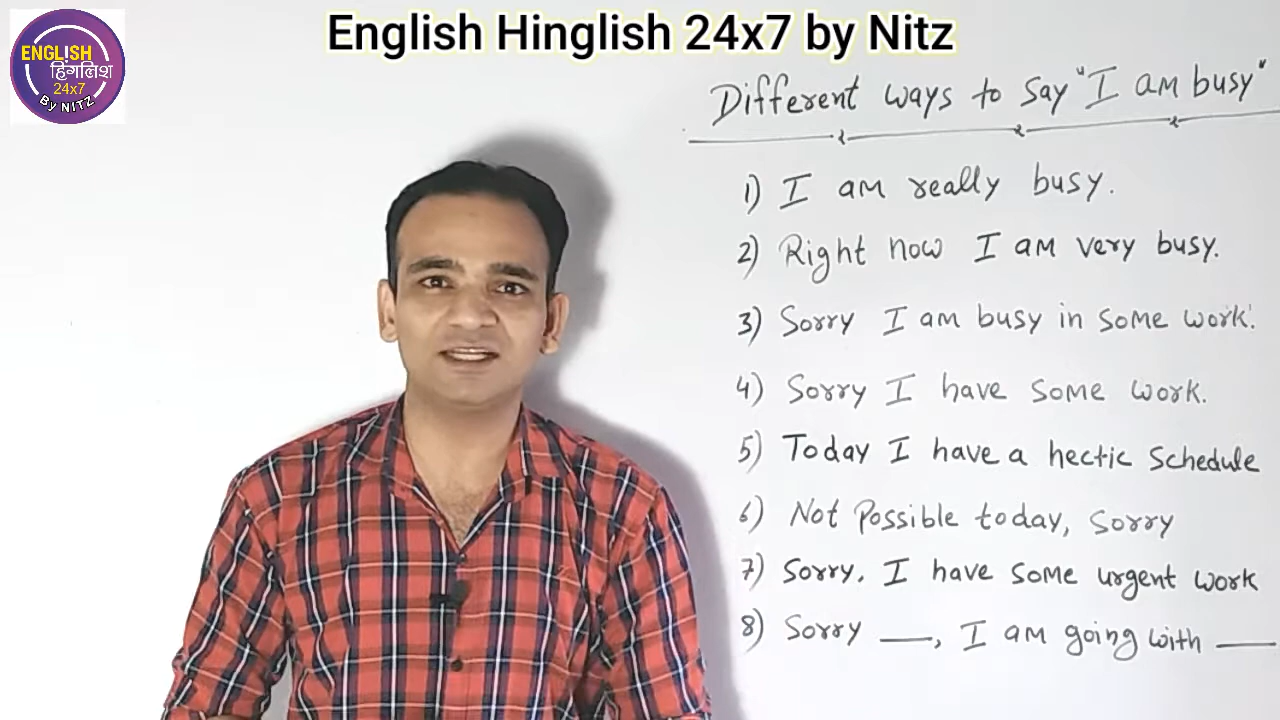 English Hinglish 24x7 by Nitz
ENGLISH
हिंगलिश
24x7
By NITZ
Different ways to say "I am busy"
1) I am really busy.
2) Right now I am very busy.
3) Sorry I am busy in some work.
4) Sorry I have some work.
5) Today I have a hectic schedule
6) Not possible today, sorry
7) Sorry. I have some urgent work
8) Sorry __, I am going with __